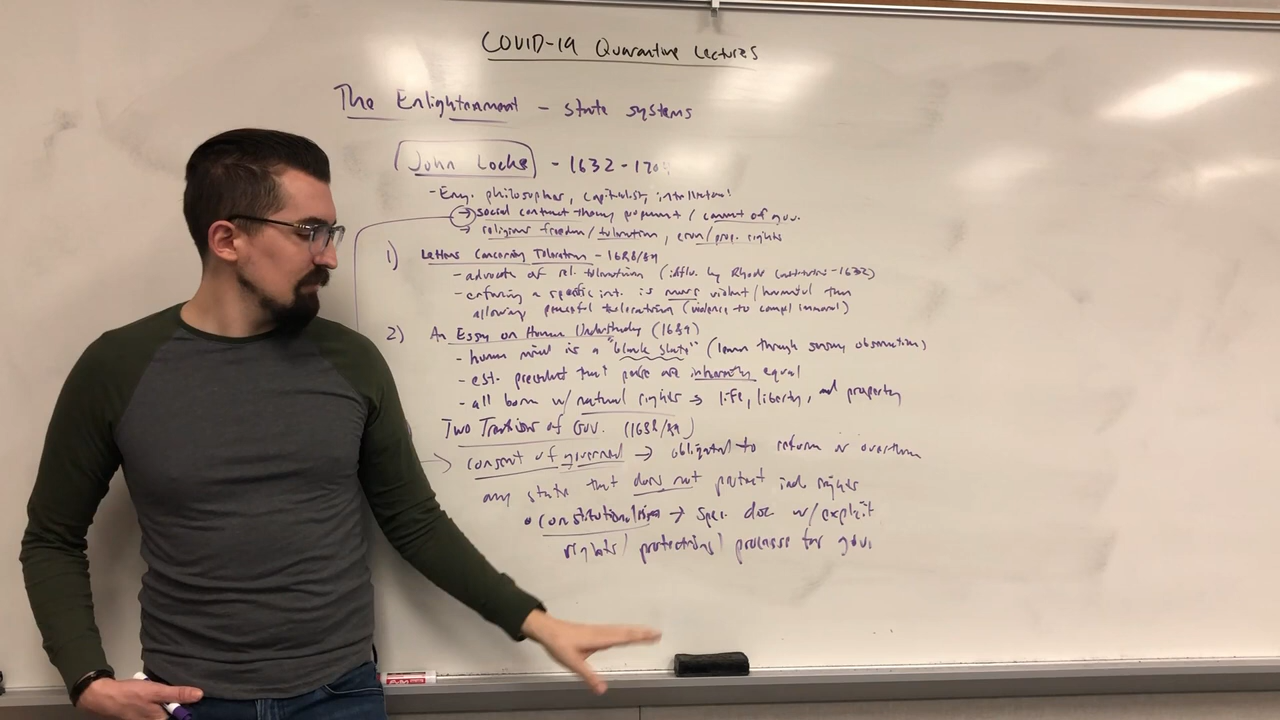 COVID-19 Quarantine Lectures
The Enlightenment - state systems
John Locke - 1632-170
- Eng. philosopher, capitalist, intellectual
→ social contract theory proponent / consent of gov.
→ religious freedom / toleration, econ/prop. rights
1) Letters Concerning Toleration - 1688/89
- advocate of rel. toleration (influ. by Rhode Institution - 1632)
- enforcing a specific int. is more violent/harmful than
allowing peaceful toleration (violence to compel immoral)
2) An Essay on Human Understanding (1689)
- human mind is a "blank slate" (learn through sensory observation)
- est. precedent that people are inherently equal
- all born w/ natural rights → life, liberty, and property
Two Treatises of Gov. (1688/89)
→ consent of governed → obligated to reform or overthrow
any state that does not protect ind. rights
• constitutionalism → spec. doc w/ explicit
rights/ protections/ processes for gov.